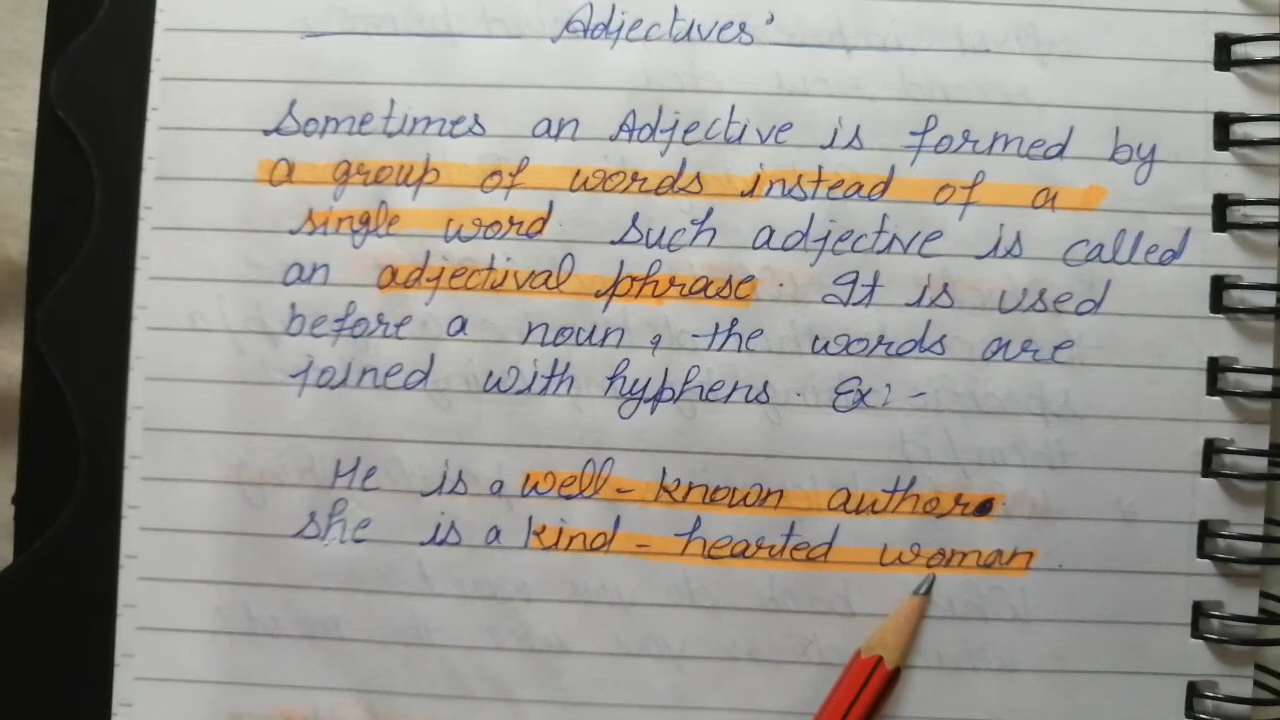 Adjectives'
Sometimes an Adjective is formed by
a group of words instead of a
single word. Such adjective is called
an adjectival phrase. It is used
before a noun, the words are
joined with hyphens. Ex:-
He is a well-known author.
She is a kind-hearted woman.